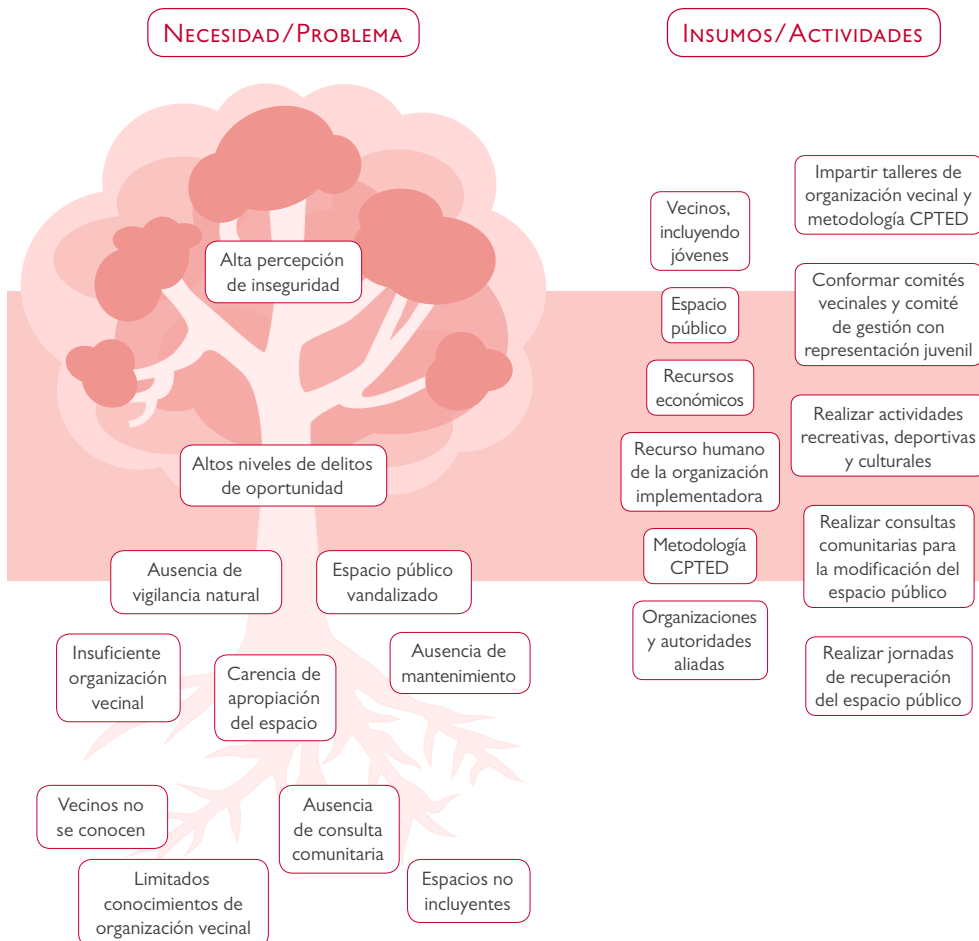 NECESIDAD/PROBLEMA
Alta percepción
de inseguridad
Altos niveles de delitos
de oportunidad
Ausencia de
vigilancia natural
Espacio público
vandalizado
Insuficiente
organización
vecinal
Carencia de
apropiación
del espacio
Ausencia de
mantenimiento
Vecinos no
se conocen
Ausencia
de consulta
comunitaria
Limitados
conocimientos de
organización vecinal
Espacios no
incluyentes
INSUMOS/ACTIVIDADES
Vecinos,
incluyendo
jóvenes
Espacio
público
Recursos
económicos
Recurso humano
de la organización
implementadora
Metodología
CPTED
Organizaciones
y autoridades
aliadas
Impartir talleres de
organización vecinal y
metodología CPTED
Conformar comités
vecinales y comité
de gestión con
representación juvenil
Realizar actividades
recreativas, deportivas
y culturales
Realizar consultas
comunitarias para
la modificación del
espacio público
Realizar jornadas
de recuperación
del espacio público